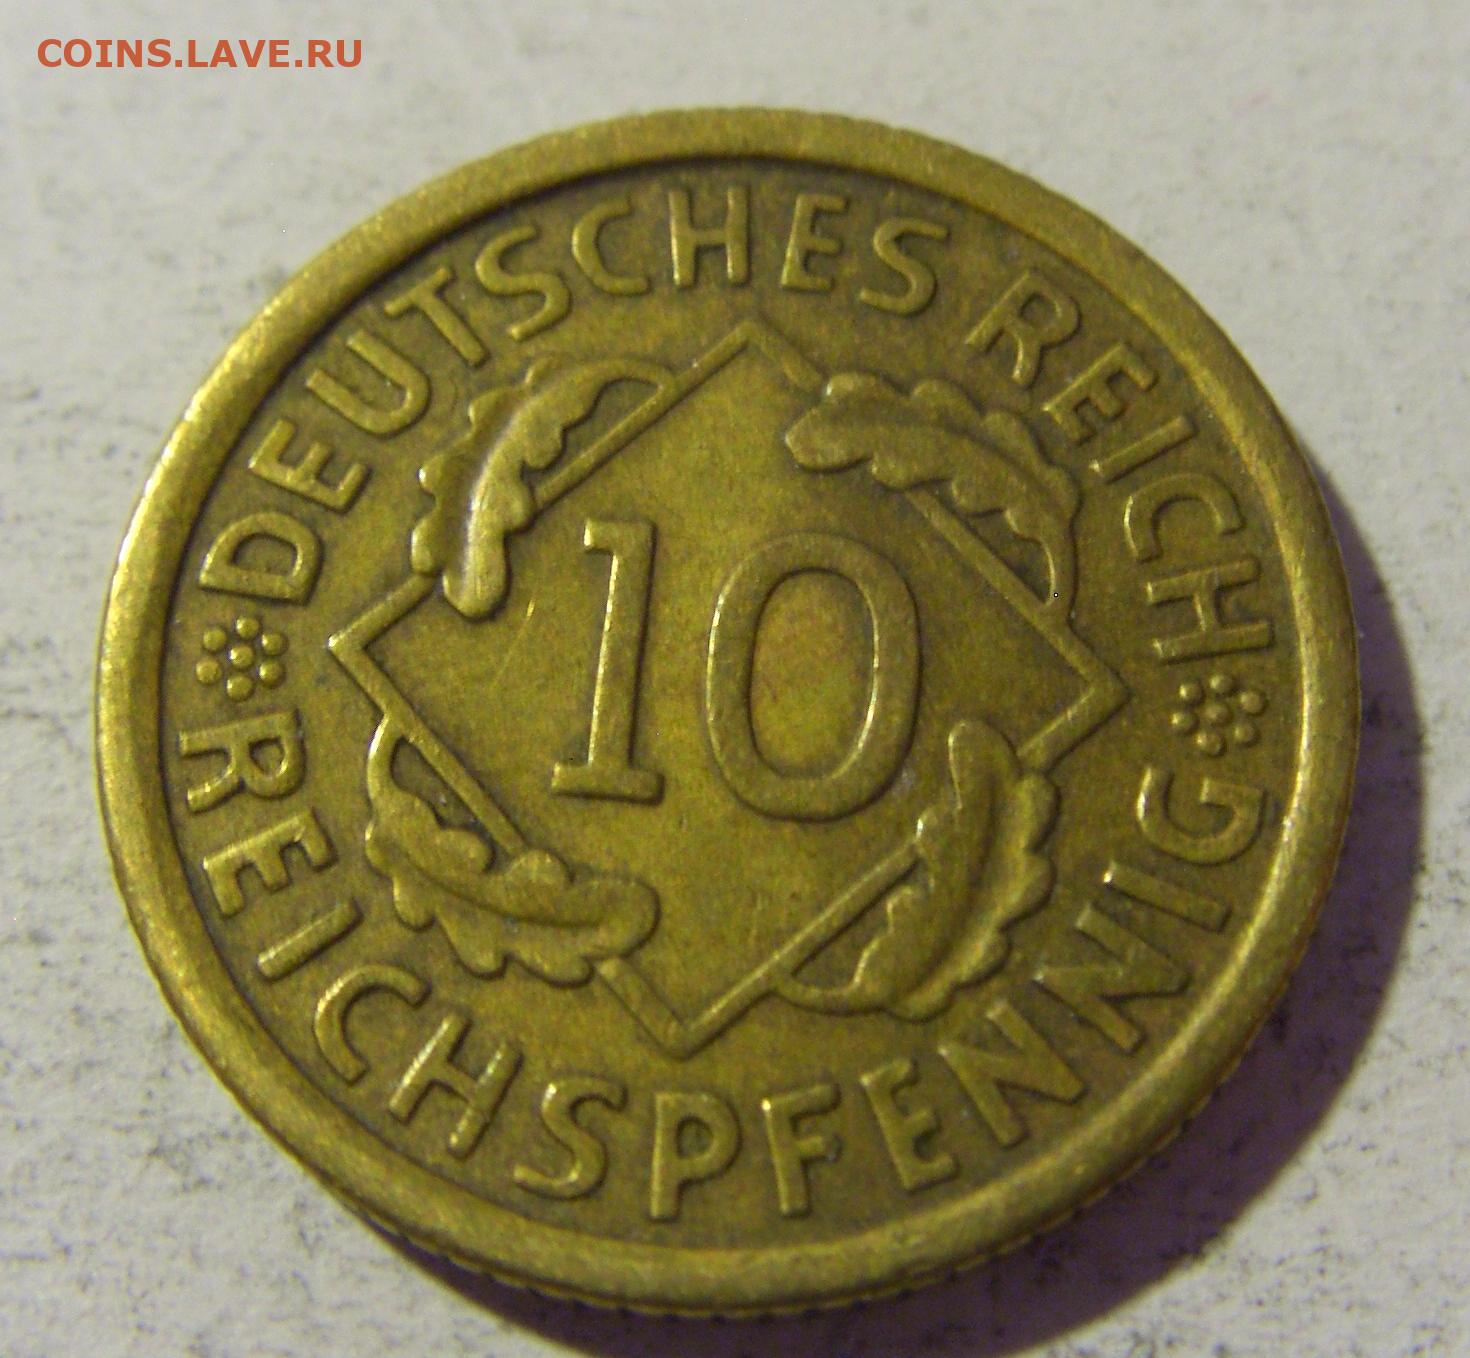 COINS.LAVE.RU
DEUTSCHES REICH
10
REICHSPFENNIG